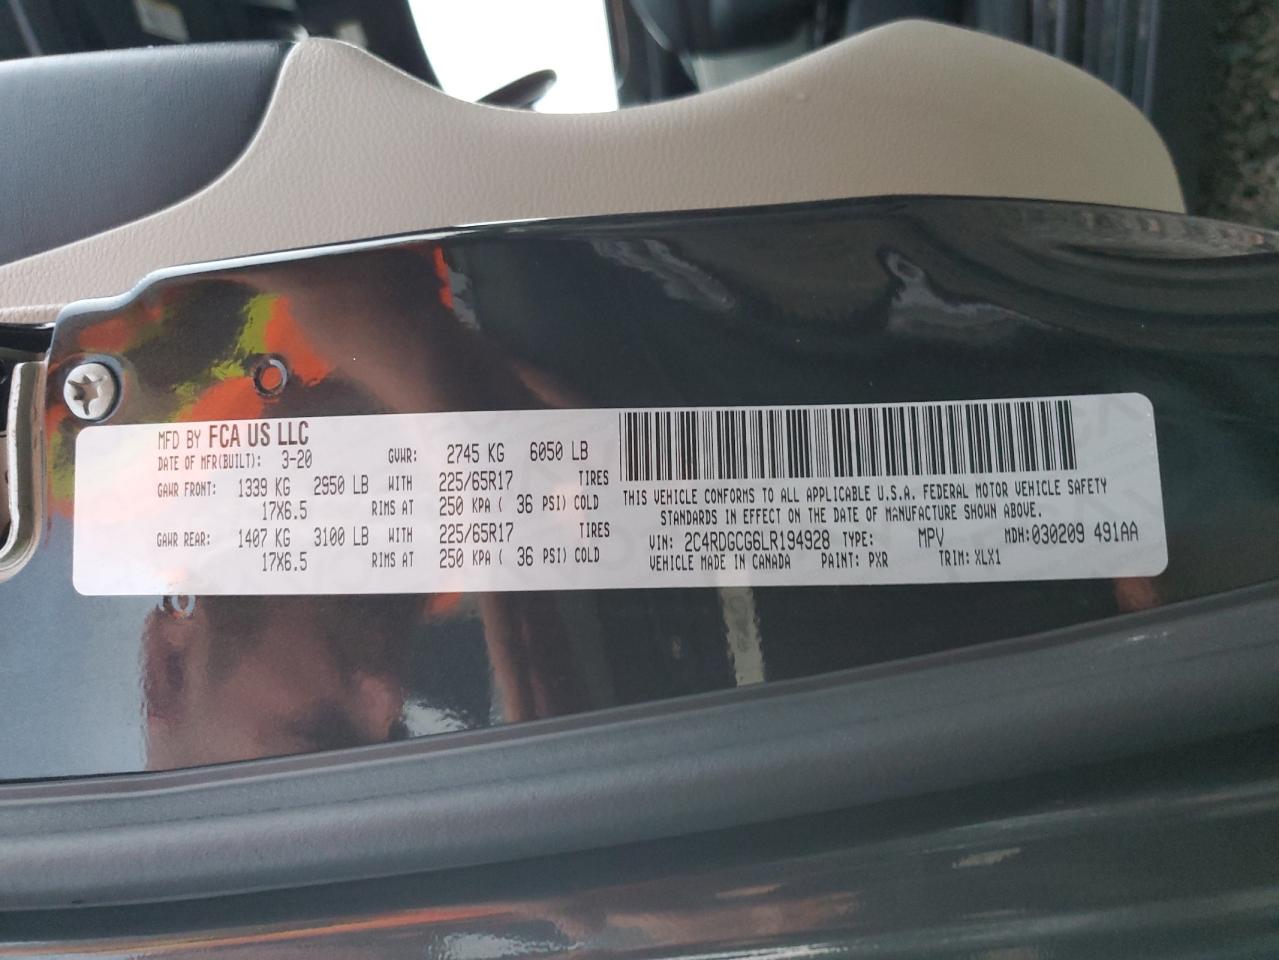 MFD BY FCA US LLC
DATE OF MFR(BUILT): 3-20 GVWR: 2745 KG 6050 LB
GAWR FRONT: 1339 KG 2950 LB WITH 225/65R17 TIRES
17X6.5 RIMS AT 250 KPA ( 36 PSI) COLD
GAWR REAR: 1407 KG 3100 LB WITH 225/65R17 TIRES
17X6.5 RIMS AT 250 KPA ( 36 PSI) COLD
THIS VEHICLE CONFORMS TO ALL APPLICABLE U.S.A. FEDERAL MOTOR VEHICLE SAFETY
STANDARDS IN EFFECT ON THE DATE OF MANUFACTURE SHOWN ABOVE.
VIN: 2C4RDGCG6LR194928 TYPE: MPV MDH:030209 491AA
VEHICLE MADE IN CANADA PAINT: PXR TRIM: XLX1